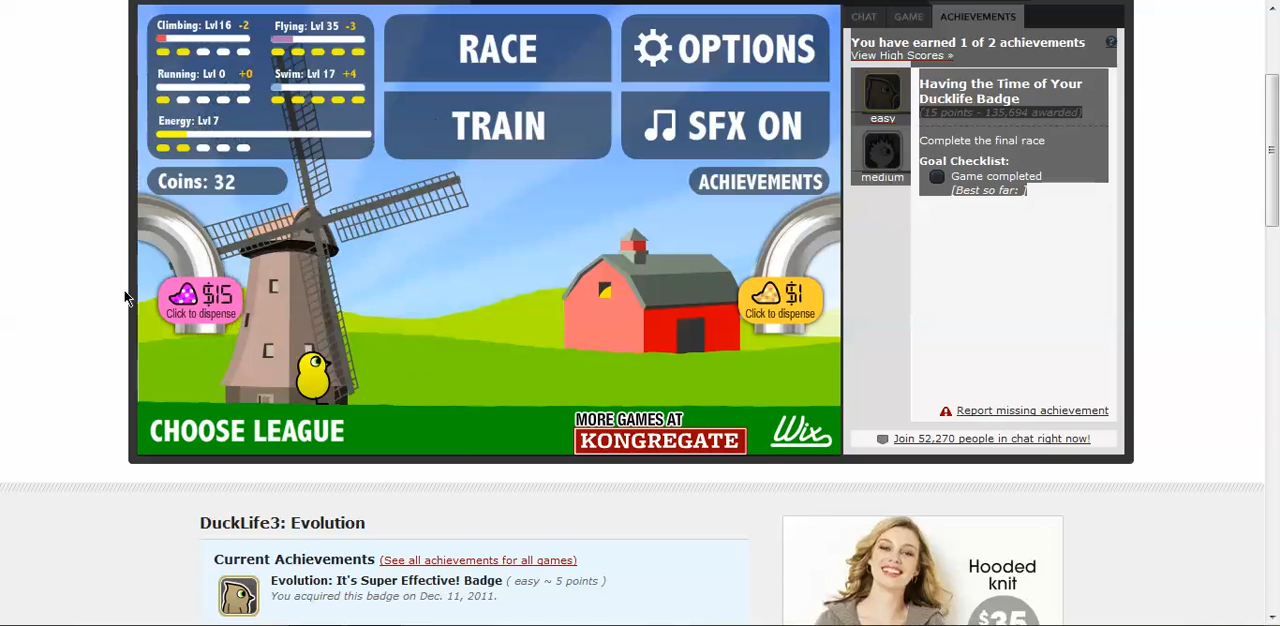 Climbing: Lvl 16 -2
Flying: Lvl 35 -3
Running: Lvl 0 +0
Swim: Lvl 17 +4
Energy: Lvl 7
Coins: 32
RACE
OPTIONS
TRAIN
SFX ON
ACHIEVEMENTS
$15
Click to dispense
$1
Click to dispense
CHOOSE LEAGUE
MORE GAMES AT
KONGREGATE
Wix
CHAT GAME ACHIEVEMENTS
You have earned 1 of 2 achievements
View High Scores »
easy
medium
Having the Time of Your
Ducklife Badge
(15 points - 135,694 awarded)
Complete the final race
Goal Checklist:
Game completed
[Best so far: ]
Report missing achievement
Join 52,270 people in chat right now!
DuckLife3: Evolution
Current Achievements (See all achievements for all games)
Evolution: It's Super Effective! Badge ( easy ~ 5 points )
You acquired this badge on Dec. 11, 2011.
Hooded
knit
$35